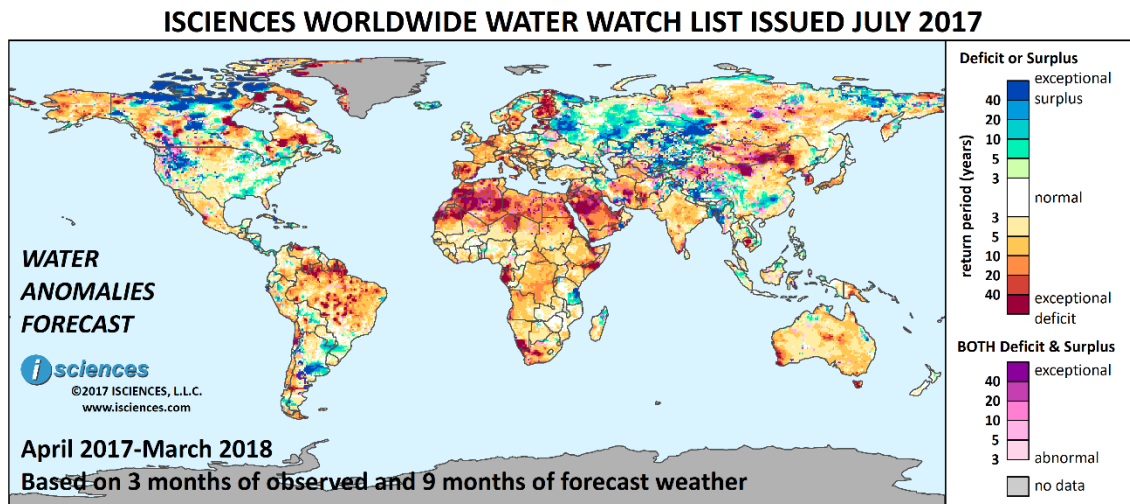 ISCIENCES WORLDWIDE WATER WATCH LIST ISSUED JULY 2017
WATER
ANOMALIES
FORECAST
i isciences
©2017 ISCIENCES, L.L.C.
www.isciences.com
April 2017-March 2018
Based on 3 months of observed and 9 months of forecast weather
Deficit or Surplus
return period (years)
exceptional
surplus
40
20
10
5
3
normal
3
5
10
20
40
exceptional
deficit
BOTH Deficit & Surplus
40
exceptional
20
10
5
3
abnormal
no data